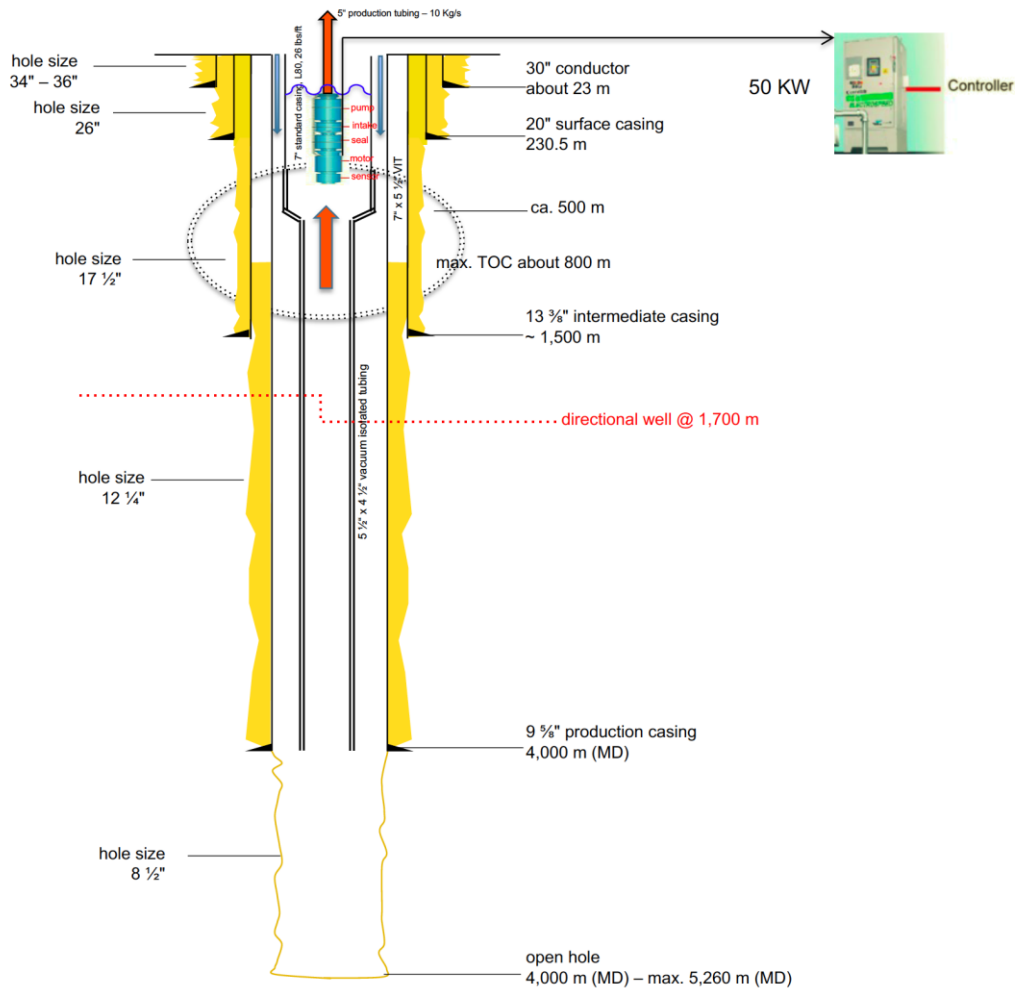 5" production tubing – 10 Kg/s
hole size
34" – 36"
hole size
26"
7" standard casing, L80, 26 lbs/ft
pump
intake
seal
motor
sensor
7" x 5 ½" VIT
30" conductor
about 23 m
20" surface casing
230.5 m
50 KW
Controller
ca. 500 m
hole size
17 ½"
max. TOC about 800 m
13 ⅜" intermediate casing
~ 1,500 m
directional well @ 1,700 m
5 ½" x 4 ½" vacuum isolated tubing
hole size
12 ¼"
9 ⅝" production casing
4,000 m (MD)
hole size
8 ½"
open hole
4,000 m (MD) – max. 5,260 m (MD)